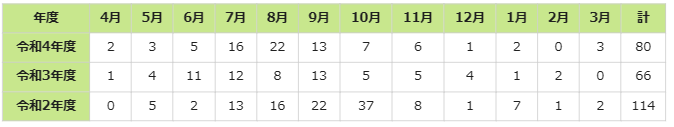 年度 4月 5月 6月 7月 8月 9月 10月 11月 12月 1月 2月 3月 計
令和4年度 2 3 5 16 22 13 7 6 1 2 0 3 80
令和3年度 1 4 11 12 8 13 5 5 4 1 2 0 66
令和2年度 0 5 2 13 16 22 37 8 1 7 1 2 114